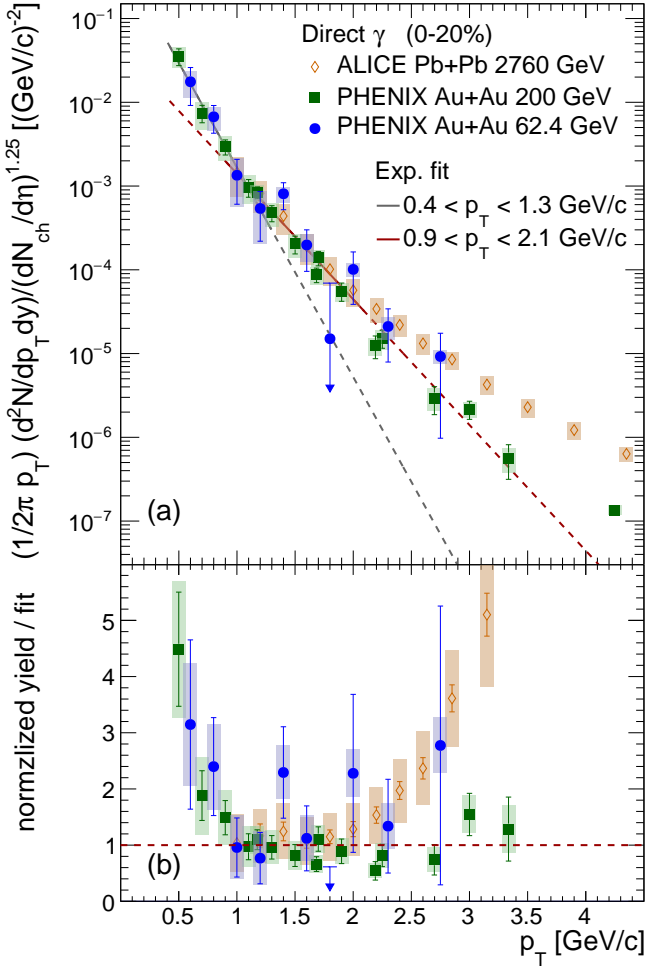 (1/2π p_T) (d²N/dp_T dy)/(dN_ch/dη)^1.25 [(GeV/c)^-2]
10^-1
10^-2
10^-3
10^-4
10^-5
10^-6
10^-7
Direct γ (0-20%)
ALICE Pb+Pb 2760 GeV
PHENIX Au+Au 200 GeV
PHENIX Au+Au 62.4 GeV
Exp. fit
0.4 < p_T < 1.3 GeV/c
0.9 < p_T < 2.1 GeV/c
(a)
normzlized yield / fit
5
4
3
2
1
0
(b)
0.5 1 1.5 2 2.5 3 3.5 4
p_T [GeV/c]